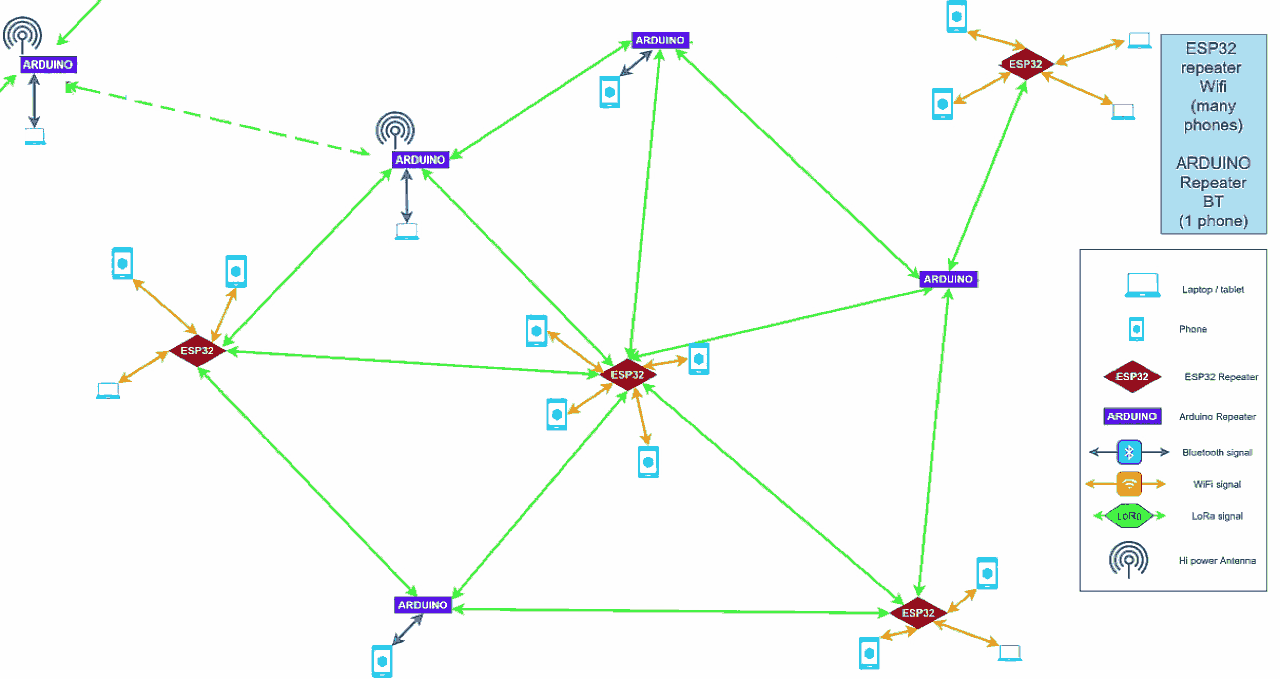 ARDUINO
ESP32
ARDUINO
ARDUINO
ARDUINO
ESP32
ESP32
ARDUINO
ESP32
ESP32
repeater
Wifi
(many
phones)
ARDUINO
Repeater
BT
(1 phone)
Laptop / tablet
Phone
ESP32
ESP32 Repeater
ARDUINO
Arduino Repeater
Bluetooth signal
WiFi signal
LoRa
LoRa signal
Hi power Antenna